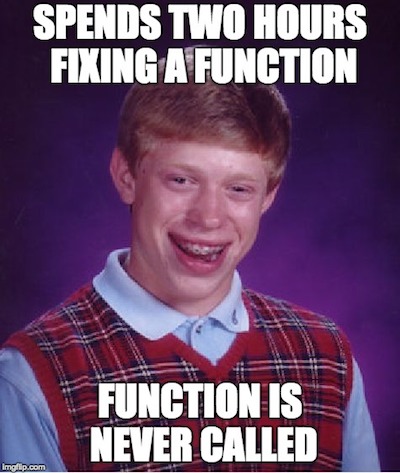 SPENDS TWO HOURS
FIXING A FUNCTION
FUNCTION IS
NEVER CALLED
imgflip.com